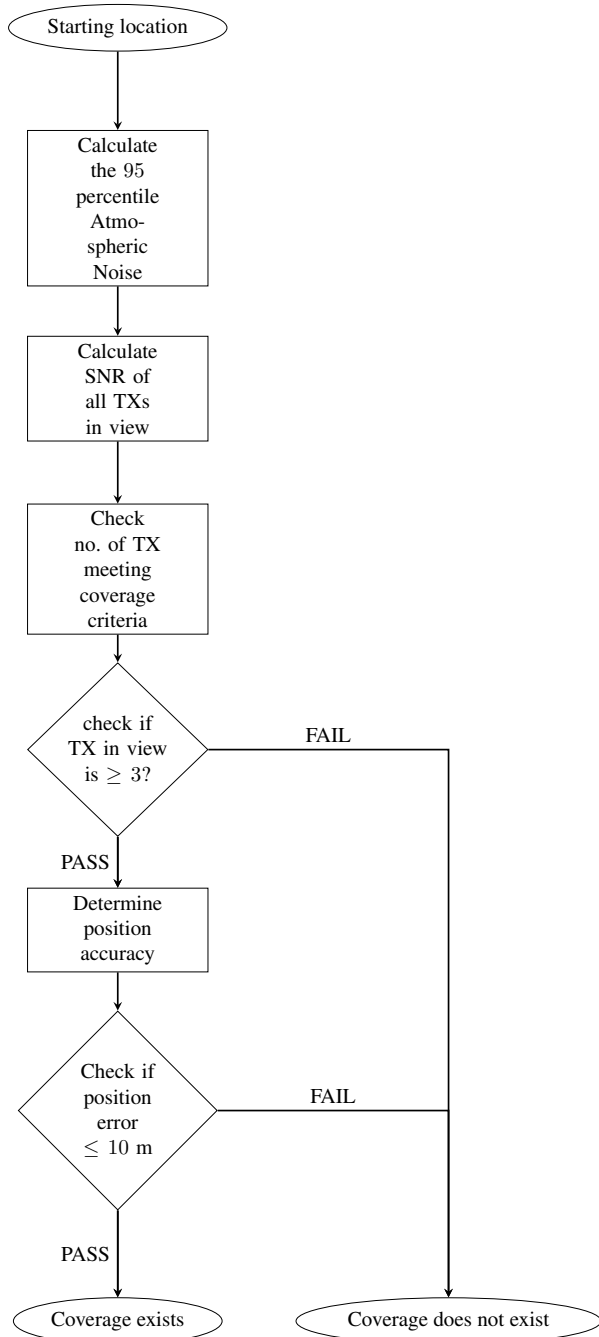 Starting location
Calculate
the 95
percentile
Atmo-
spheric
Noise
Calculate
SNR of
all TXs
in view
Check
no. of TX
meeting
coverage
criteria
check if
TX in view
is ≥ 3?
FAIL
PASS
Determine
position
accuracy
Check if
position
error
≤ 10 m
FAIL
PASS
Coverage exists
Coverage does not exist